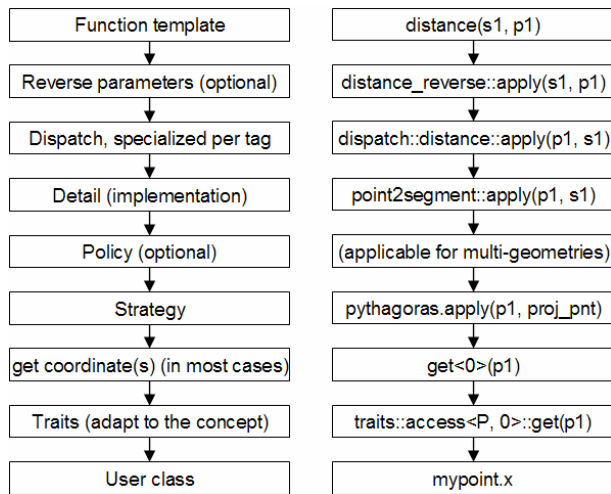 Function template
Reverse parameters (optional)
Dispatch, specialized per tag
Detail (implementation)
Policy (optional)
Strategy
get coordinate(s) (in most cases)
Traits (adapt to the concept)
User class
distance(s1, p1)
distance_reverse::apply(s1, p1)
dispatch::distance::apply(p1, s1)
point2segment::apply(p1, s1)
(applicable for multi-geometries)
pythagoras.apply(p1, proj_pnt)
get<0>(p1)
traits::access<P, 0>::get(p1)
mypoint.x